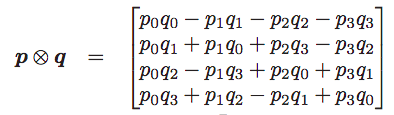 p ⊗ q = [p₀q₀ − p₁q₁ − p₂q₂ − p₃q₃
p₀q₁ + p₁q₀ + p₂q₃ − p₃q₂
p₀q₂ − p₁q₃ + p₂q₀ + p₃q₁
p₀q₃ + p₁q₂ − p₂q₁ + p₃q₀]